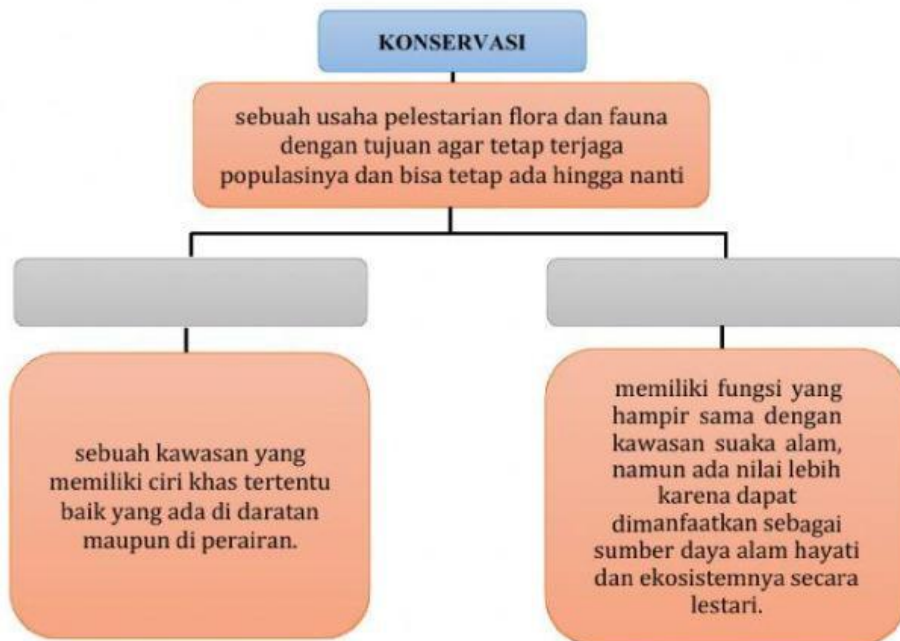 KONSERVASI
sebuah usaha pelestarian flora dan fauna
dengan tujuan agar tetap terjaga
populasinya dan bisa tetap ada hingga nanti
sebuah kawasan yang
memiliki ciri khas tertentu
baik yang ada di daratan
maupun di perairan.
memiliki fungsi yang
hampir sama dengan
kawasan suaka alam,
namun ada nilai lebih
karena dapat
dimanfaatkan sebagai
sumber daya alam hayati
dan ekosistemnya secara
lestari.